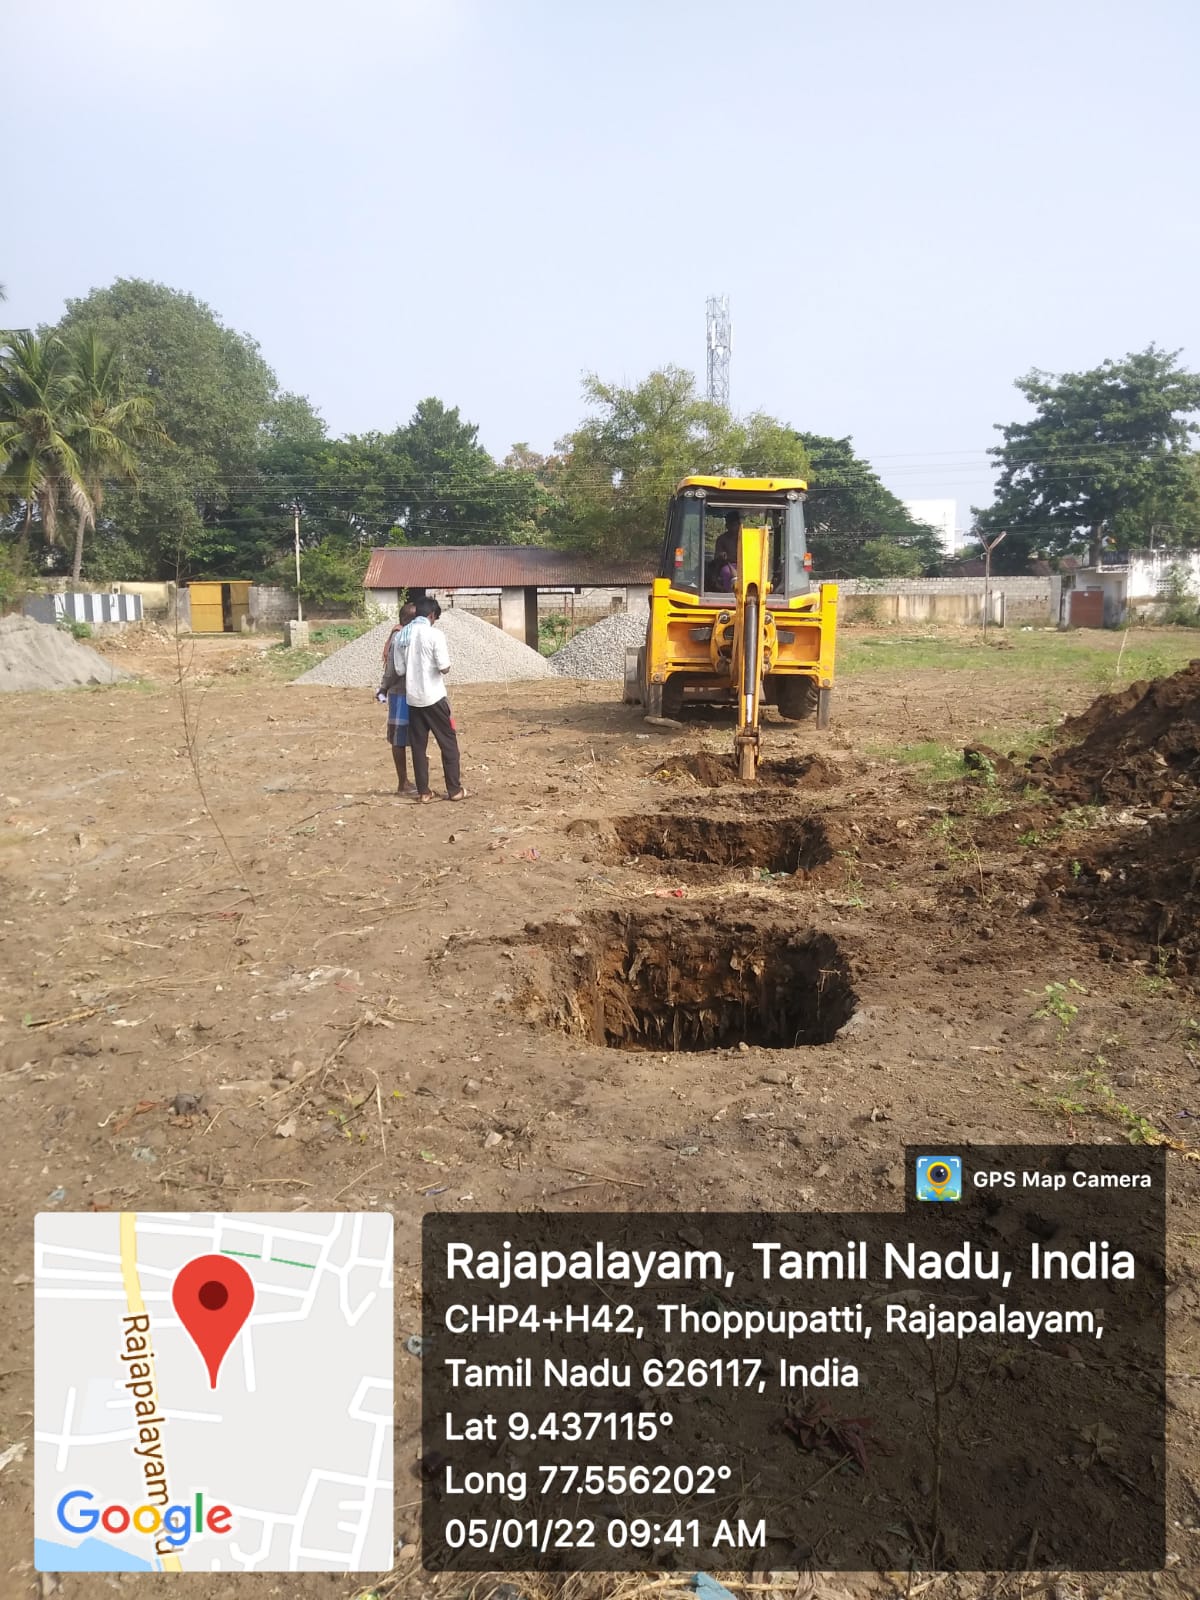 GPS Map Camera
Rajapalayam, Tamil Nadu, India
CHP4+H42, Thoppupatti, Rajapalayam,
Tamil Nadu 626117, India
Lat 9.437115°
Long 77.556202°
05/01/22 09:41 AM
Rajapalayam Rd
Google